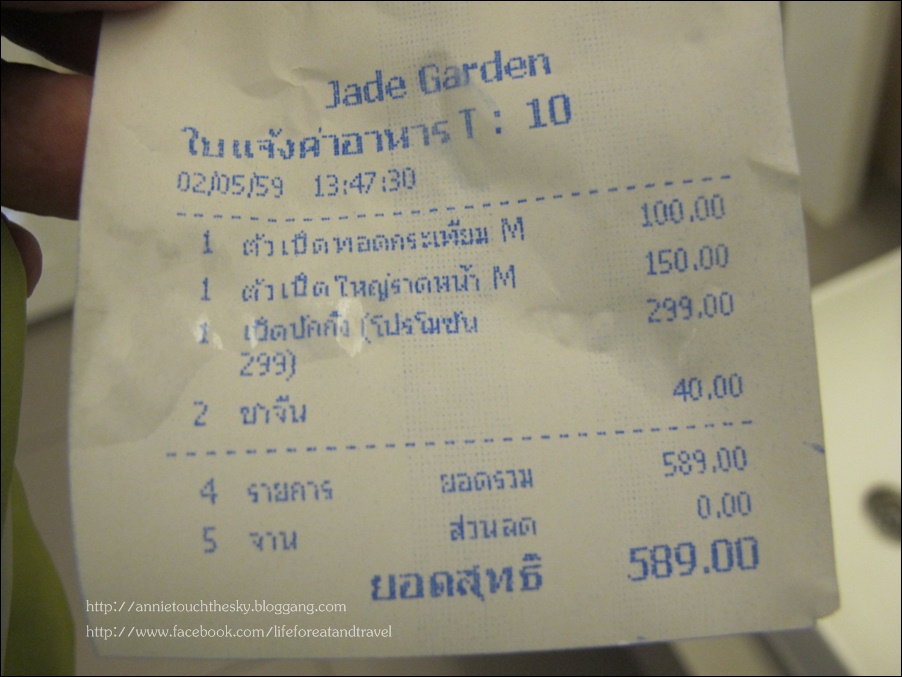 Jade Garden
ใบแจ้งค่าอาหาร T : 10
02/05/59 13:47:30
1 ตัวเป็ดทอดกระเทียม M 100.00
1 ตัวเป็ดใหญ่ราดหน้า M 150.00
1 เป็ดปักกิ่ง (โปรโมชัน 299.00
299)
2 ชาจีน 40.00
4 รายการ ยอดรวม 589.00
5 จาน ส่วนลด 0.00
ยอดสุทธิ 589.00
http://annietouchthesky.bloggang.com
http://www.facebook.com/lifeforeatandtravel